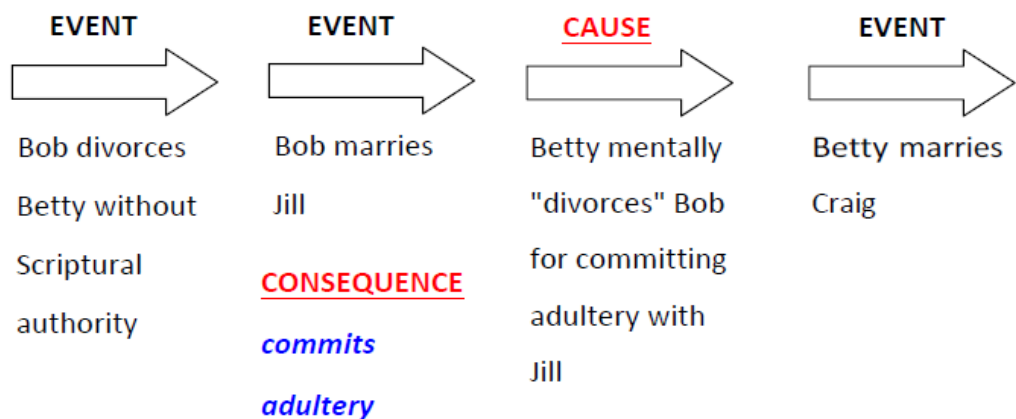 EVENT
EVENT
CAUSE
EVENT
Bob divorces
Betty without
Scriptural
authority
Bob marries
Jill
CONSEQUENCE
commits
adultery
Betty mentally
"divorces" Bob
for committing
adultery with
Jill
Betty marries
Craig